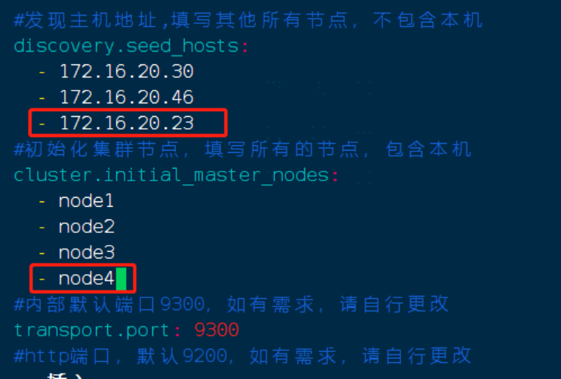 #发现主机地址,填写其他所有节点，不包含本机
discovery.seed_hosts:
- 172.16.20.30
- 172.16.20.46
- 172.16.20.23
#初始化集群节点，填写所有的节点，包含本机
cluster.initial_master_nodes:
- node1
- node2
- node3
- node4
#内部默认端口9300，如有需求，请自行更改
transport.port: 9300
#http端口，默认9200，如有需求，请自行更改